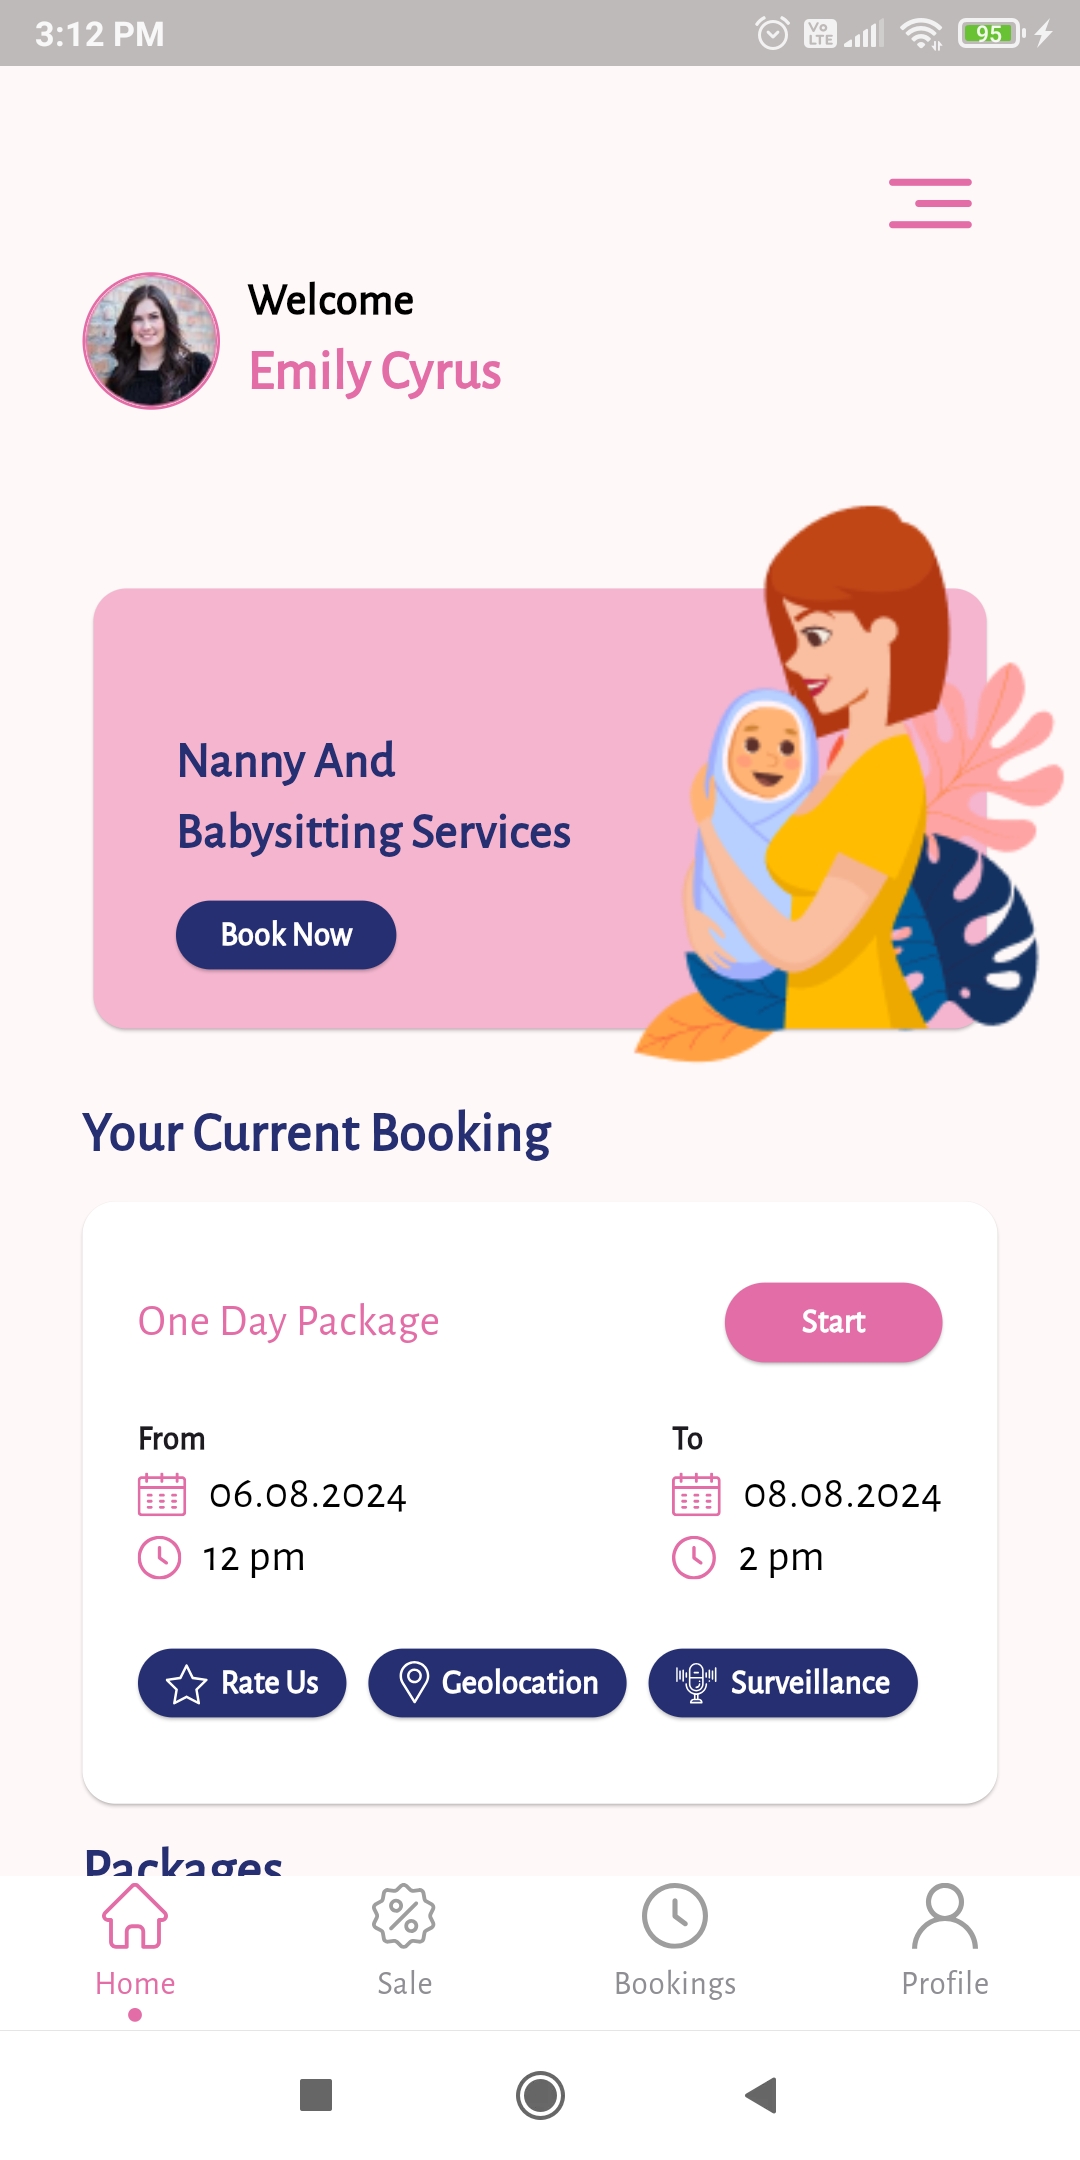 3:12 PM
Vo LTE
95
Welcome
Emily Cyrus
Nanny And
Babysitting Services
Book Now
Your Current Booking
One Day Package
Start
From
To
06.08.2024
08.08.2024
12 pm
2 pm
Rate Us
Geolocation
Surveillance
Packages
Home
Sale
Bookings
Profile